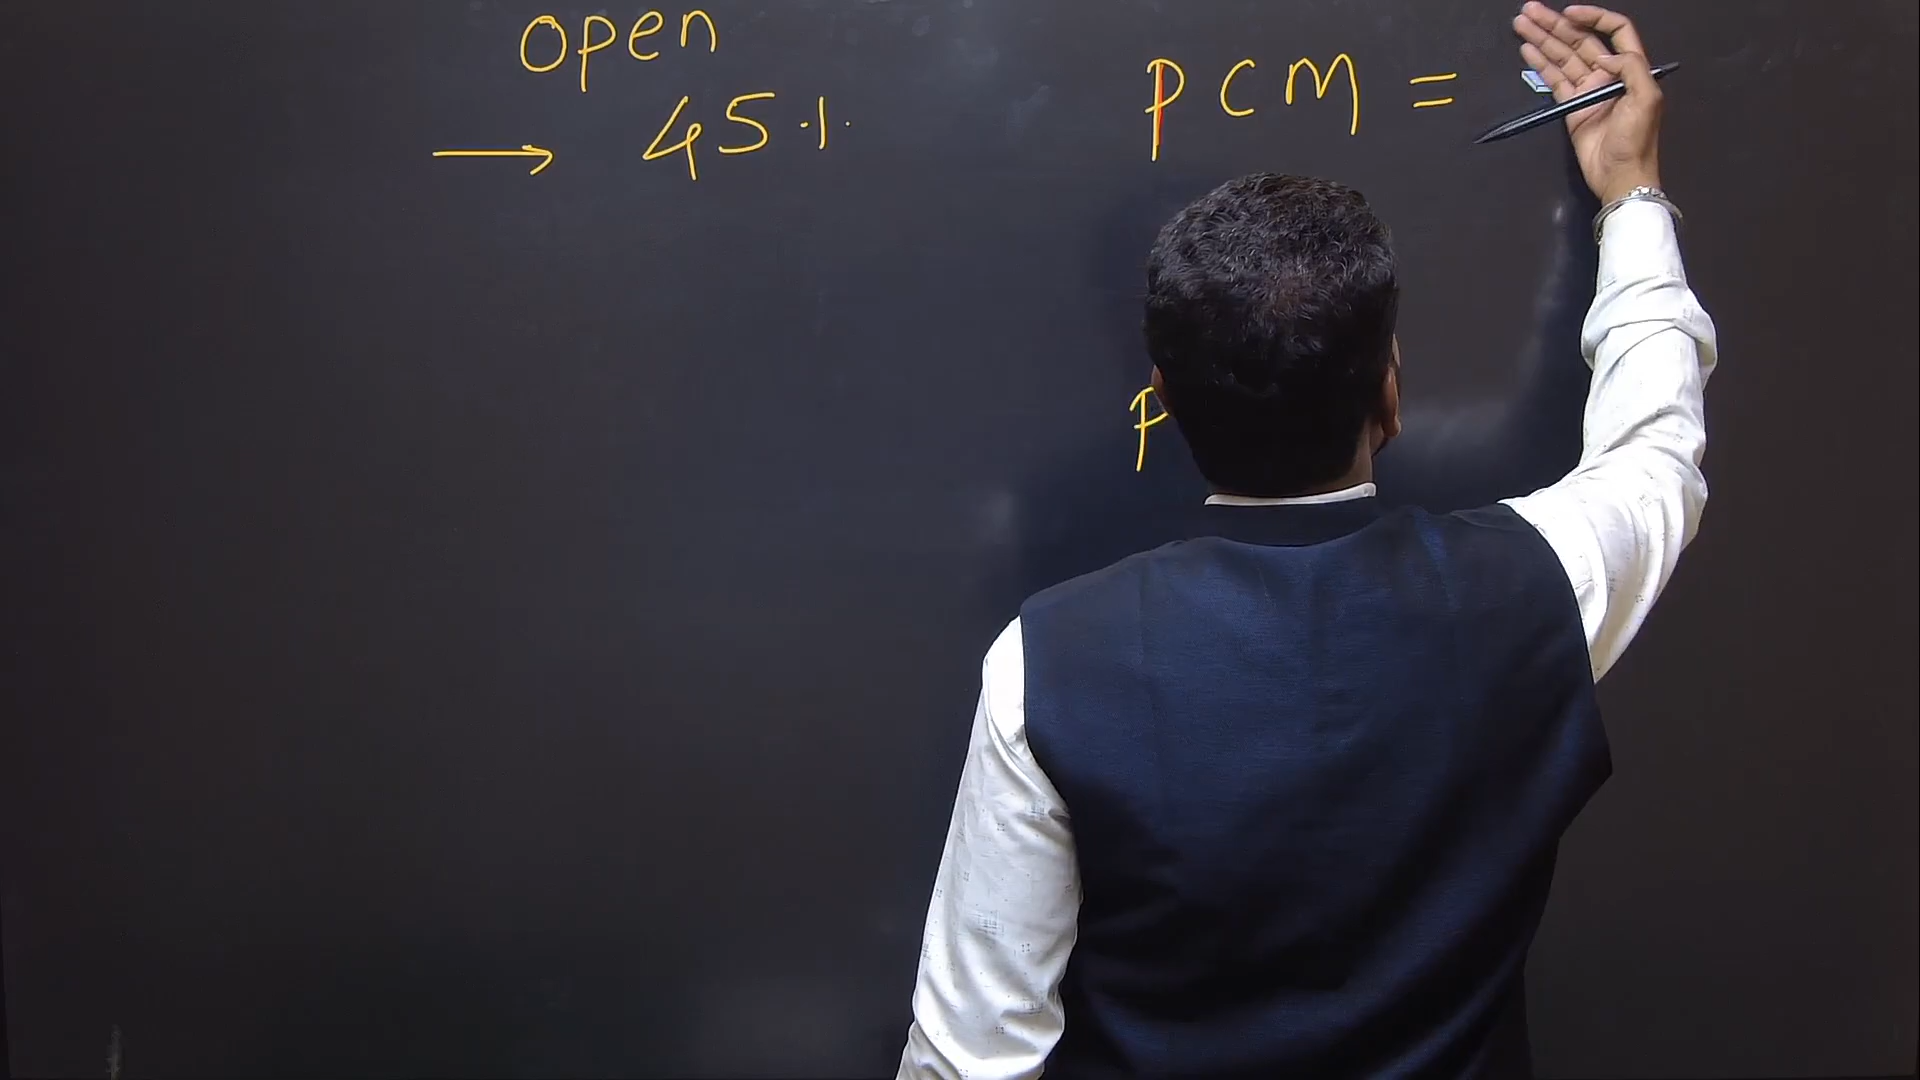 open
→ 45%
PCM =
P